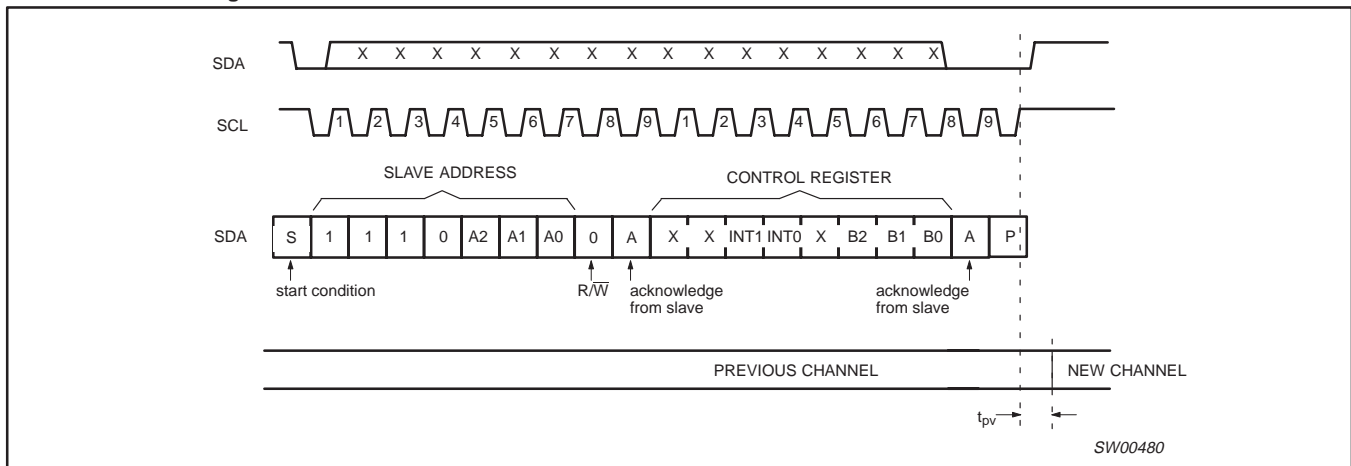 SDA X X X X X X X X X X X X X X X X
SCL 1 2 3 4 5 6 7 8 9 1 2 3 4 5 6 7 8 9
SLAVE ADDRESS CONTROL REGISTER
SDA S 1 1 1 0 A2 A1 A0 0 A X X INT1 INT0 X B2 B1 B0 A P
start condition R/W̅ acknowledge from slave acknowledge from slave
PREVIOUS CHANNEL NEW CHANNEL
tpv
SW00480